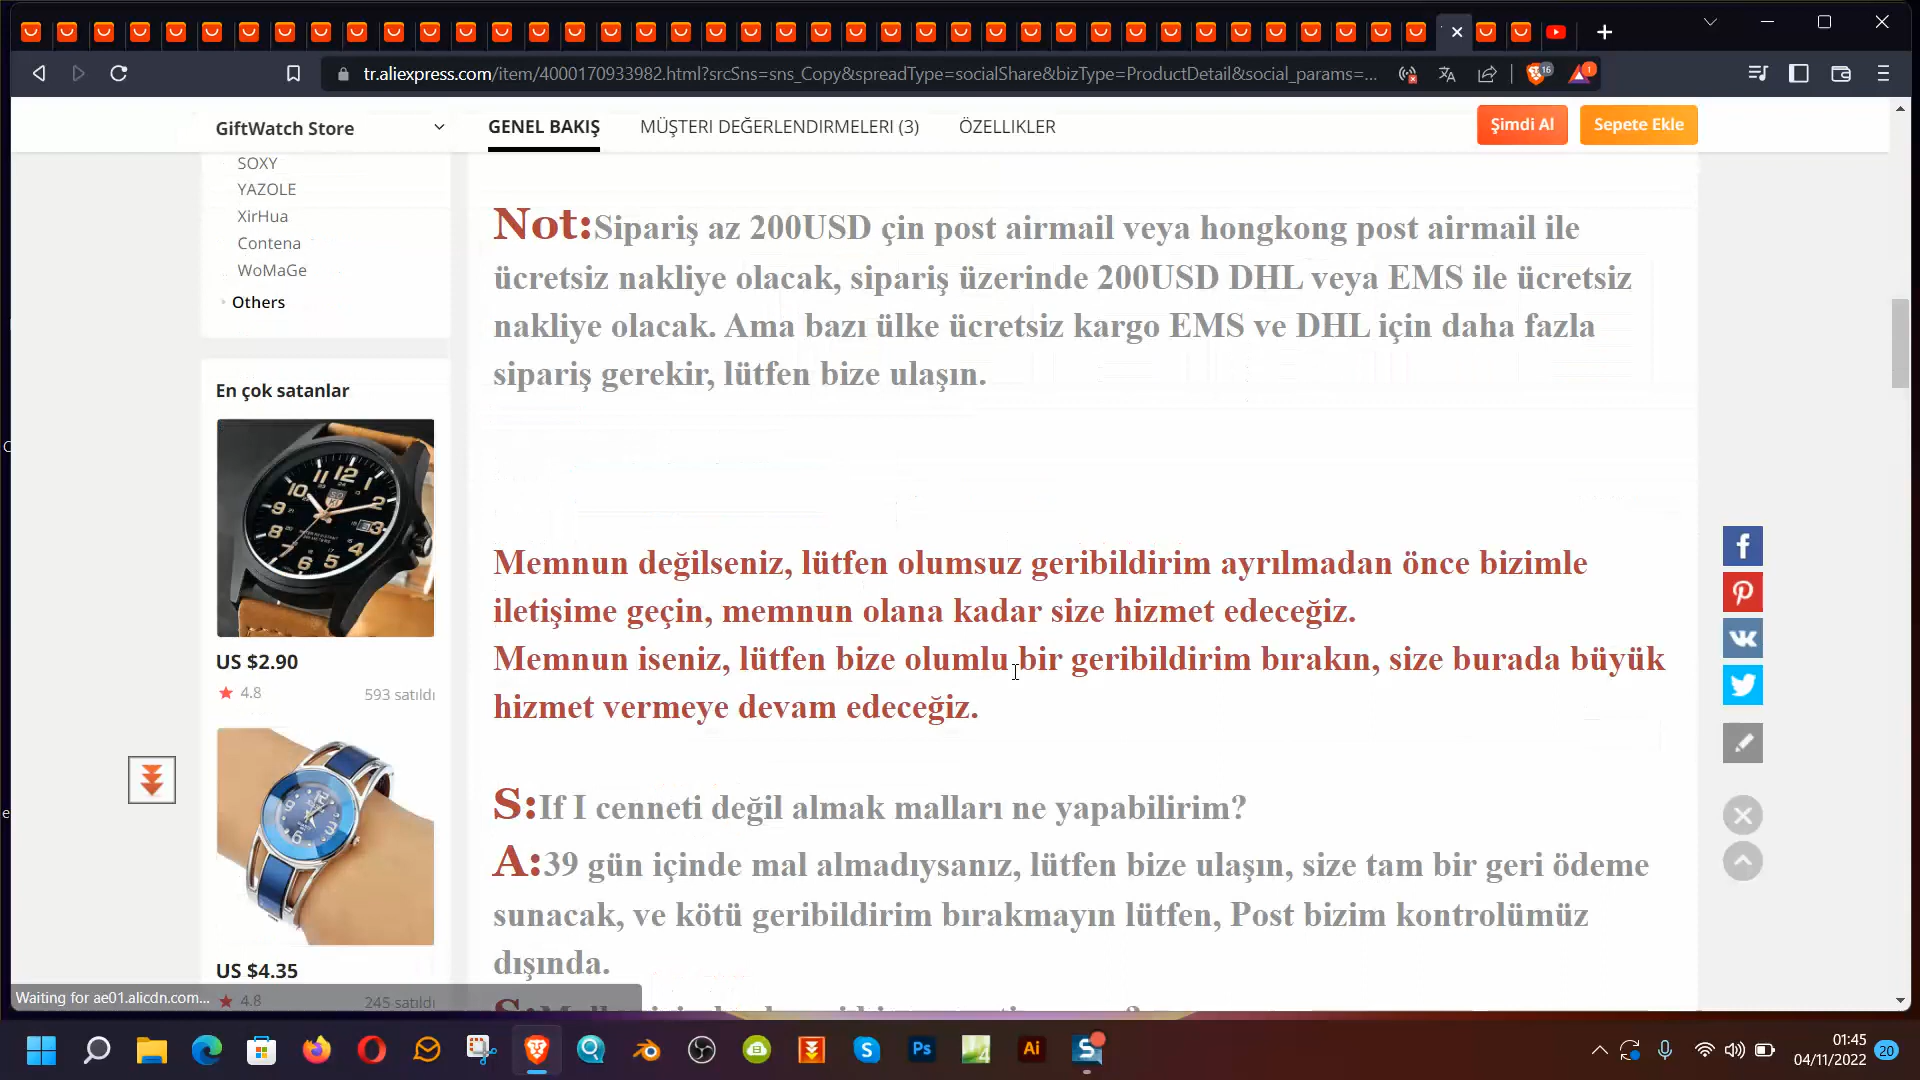 tr.aliexpress.com/item/4000170933982.html?srcSns=sns_Copy&spreadType=socialShare&bizType=ProductDetail&social_params=...
16
1
GiftWatch Store
GENEL BAKIŞ
MÜŞTERI DEĞERLENDIRMELERI (3)
ÖZELLIKLER
Şimdi Al
Sepete Ekle
SOXY
YAZOLE
XirHua
Contena
WoMaGe
Others
En çok satanlar
US $2.90
4.8
593 satıldı
US $4.35
4.8
245 satıldı
Not:Sipariş az 200USD çin post airmail veya hongkong post airmail ile
ücretsiz nakliye olacak, sipariş üzerinde 200USD DHL veya EMS ile ücretsiz
nakliye olacak. Ama bazı ülke ücretsiz kargo EMS ve DHL için daha fazla
sipariş gerekir, lütfen bize ulaşın.
Memnun değilseniz, lütfen olumsuz geribildirim ayrılmadan önce bizimle
iletişime geçin, memnun olana kadar size hizmet edeceğiz.
Memnun iseniz, lütfen bize olumlu bir geribildirim bırakın, size burada büyük
hizmet vermeye devam edeceğiz.
S:If I cenneti değil almak malları ne yapabilirim?
A:39 gün içinde mal almadıysanız, lütfen bize ulaşın, size tam bir geri ödeme
sunacak, ve kötü geribildirim bırakmayın lütfen, Post bizim kontrolümüz
dışında.
Waiting for ae01.alicdn.com...
Ps
Ai
01:45
04/11/2022
20